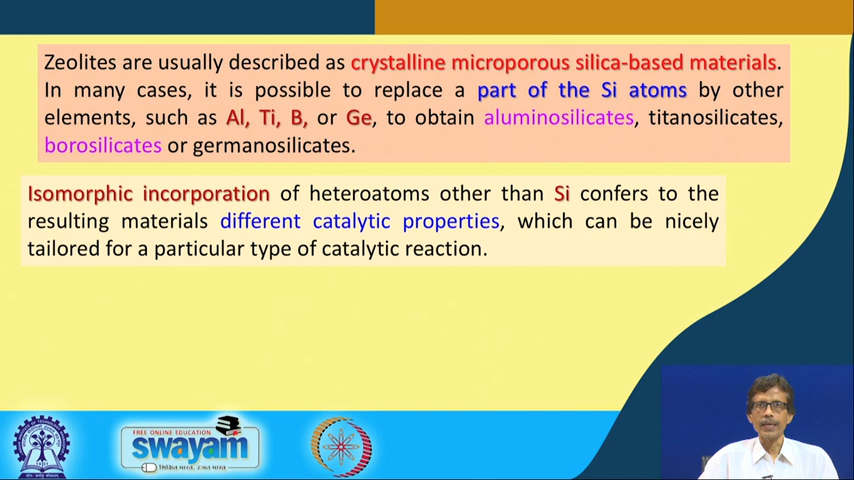 Zeolites are usually described as crystalline microporous silica-based materials.
In many cases, it is possible to replace a part of the Si atoms by other
elements, such as Al, Ti, B, or Ge, to obtain aluminosilicates, titanosilicates,
borosilicates or germanosilicates.
Isomorphic incorporation of heteroatoms other than Si confers to the
resulting materials different catalytic properties, which can be nicely
tailored for a particular type of catalytic reaction.
FREE ONLINE EDUCATION
swayam